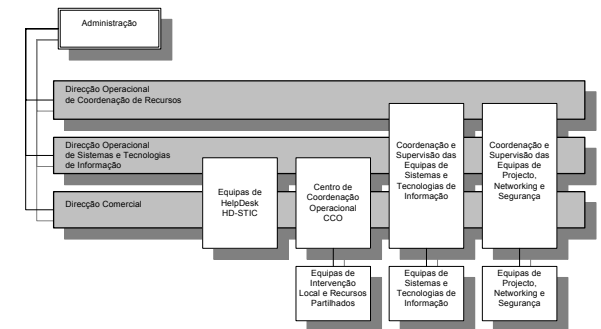 Administração
Direcção Operacional
de Coordenação de Recursos
Direcção Operacional
de Sistemas e Tecnologias
de Informação
Direcção Comercial
Equipas de
HelpDesk
HD-STIC
Centro de
Coordenação
Operacional
CCO
Coordenação e
Supervisão das
Equipas de
Sistemas e
Tecnologias de
Informação
Coordenação e
Supervisão das
Equipas de
Projecto,
Networking e
Segurança
Equipas de
Intervenção
Local e Recursos
Partilhados
Equipas de
Sistemas e
Tecnologias de
Informação
Equipas de
Projecto,
Networking e
Segurança